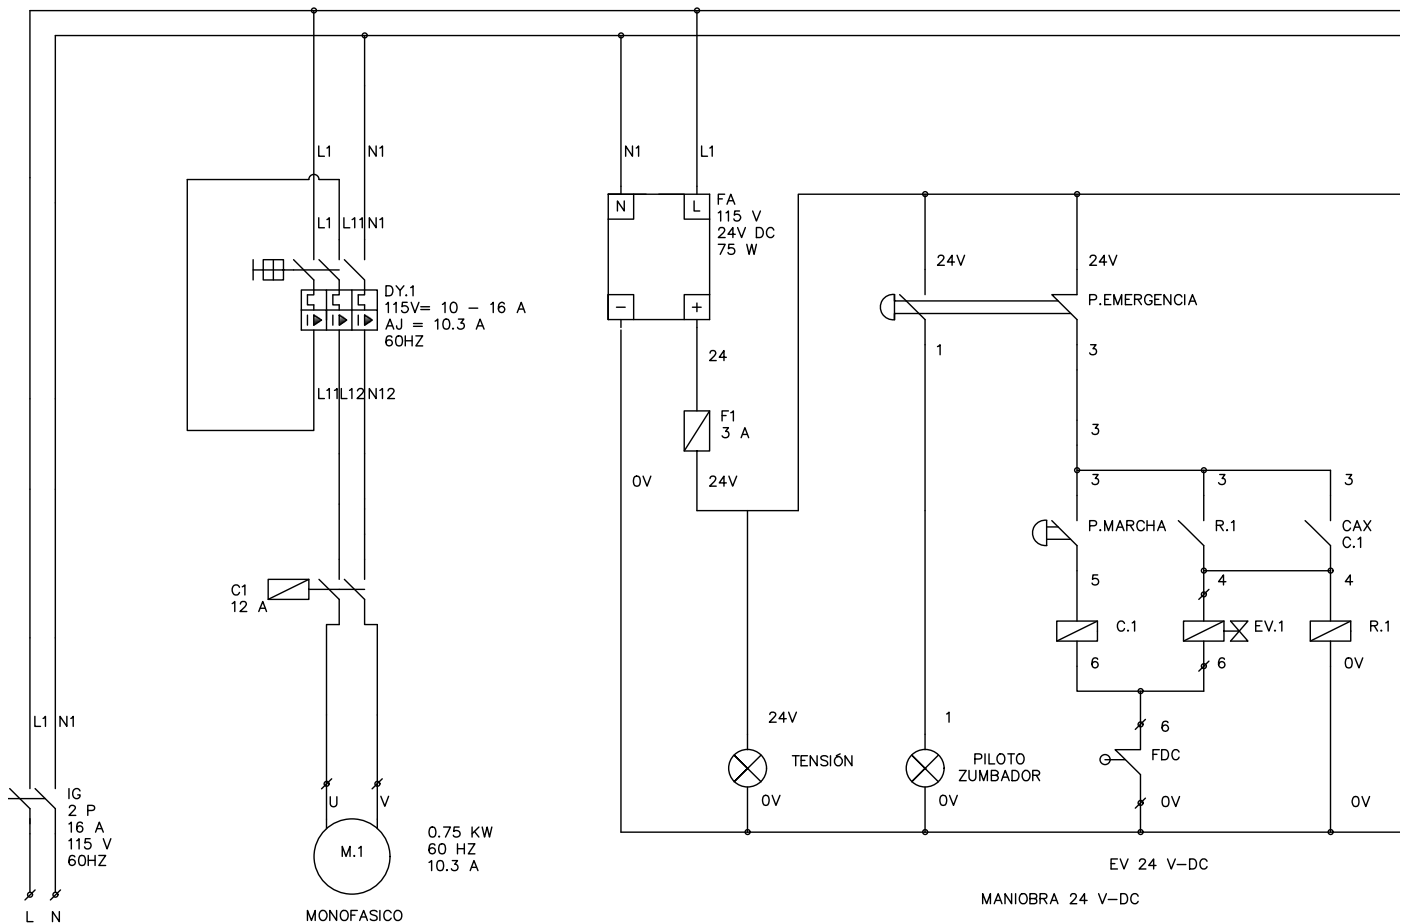 L1
N1
N1
L1
L1
L11
N1
N
L
FA
115 V
24V DC
75 W
24V
24V
DY.1
115V= 10 – 16 A
AJ = 10.3 A
60HZ
–
+
P.EMERGENCIA
24
1
3
L11
L12
N12
F1
3 A
3
0V
24V
3
3
3
P.MARCHA
R.1
CAX
C.1
C1
12 A
5
4
4
C.1
EV.1
R.1
6
6
0V
L1
N1
24V
1
6
TENSIÓN
PILOTO
ZUMBADOR
FDC
IG
2 P
16 A
115 V
60HZ
U
V
0V
0V
0V
0V
M.1
0.75 KW
60 HZ
10.3 A
EV 24 V–DC
MANIOBRA 24 V–DC
L
N
MONOFASICO